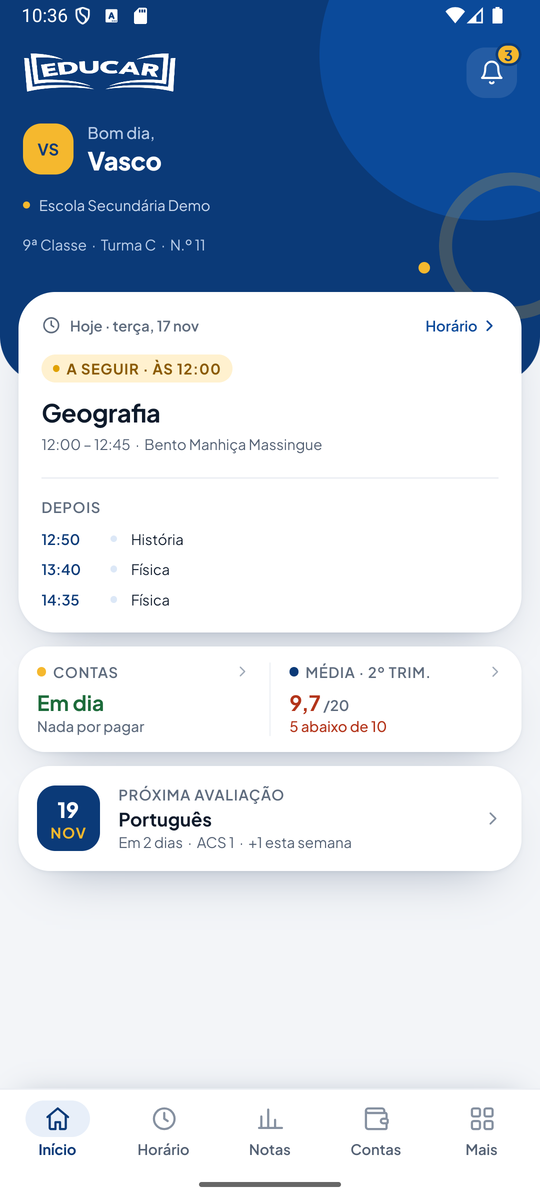 10:36
EDUCAR
3
VS
Bom dia,
Vasco
Escola Secundária Demo
9ª Classe · Turma C · N.º 11
Hoje · terça, 17 nov
Horário
A SEGUIR · ÀS 12:00
Geografia
12:00 – 12:45 · Bento Manhiça Massingue
DEPOIS
12:50 História
13:40 Física
14:35 Física
CONTAS
Em dia
Nada por pagar
MÉDIA · 2º TRIM.
9,7 /20
5 abaixo de 10
19
NOV
PRÓXIMA AVALIAÇÃO
Português
Em 2 dias · ACS 1 · +1 esta semana
Início
Horário
Notas
Contas
Mais